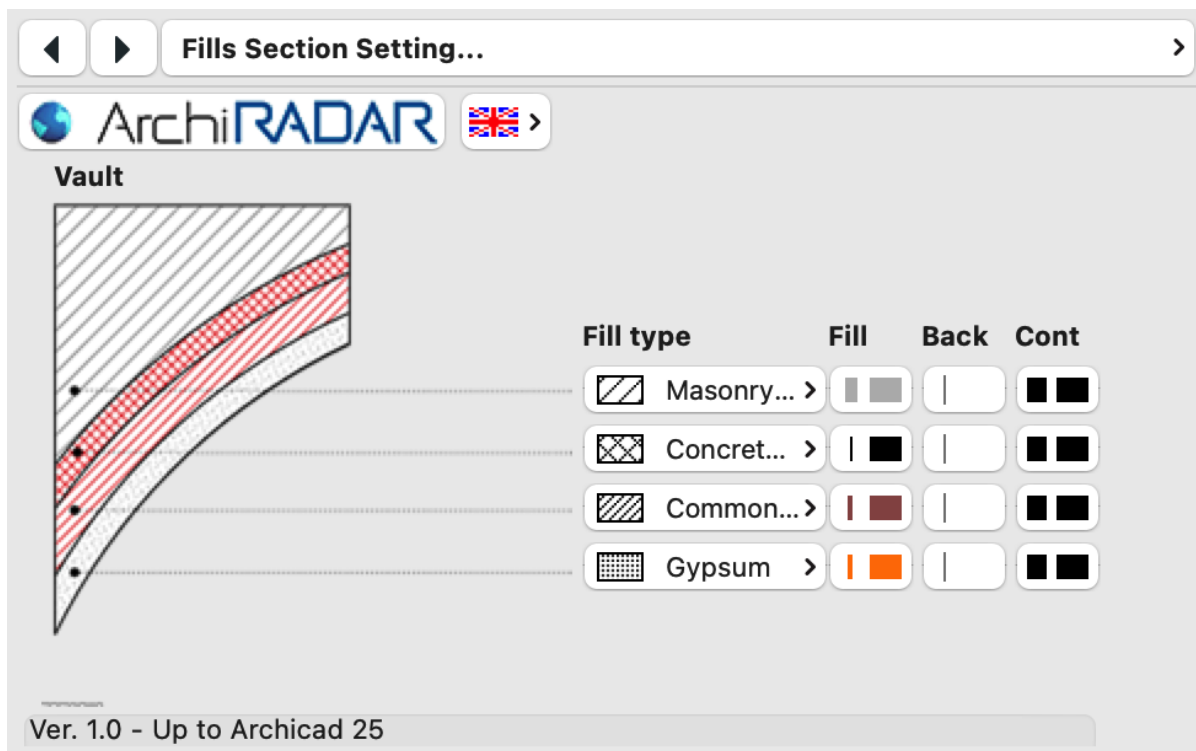 Fills Section Setting...
ArchiRADAR
Vault
Fill type Fill Back Cont
Masonry...
Concret...
Common...
Gypsum
Ver. 1.0 - Up to Archicad 25